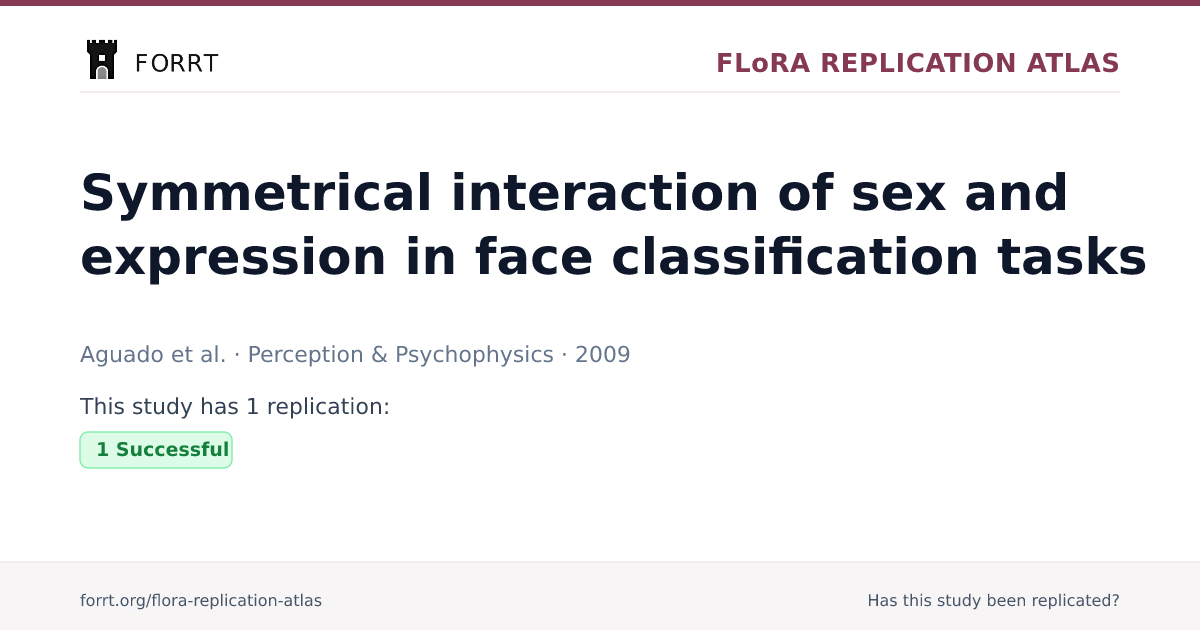 FORRT
FLoRA REPLICATION ATLAS
Symmetrical interaction of sex and
expression in face classification tasks
Aguado et al. · Perception & Psychophysics · 2009
This study has 1 replication:
1 Successful
forrt.org/flora-replication-atlas
Has this study been replicated?